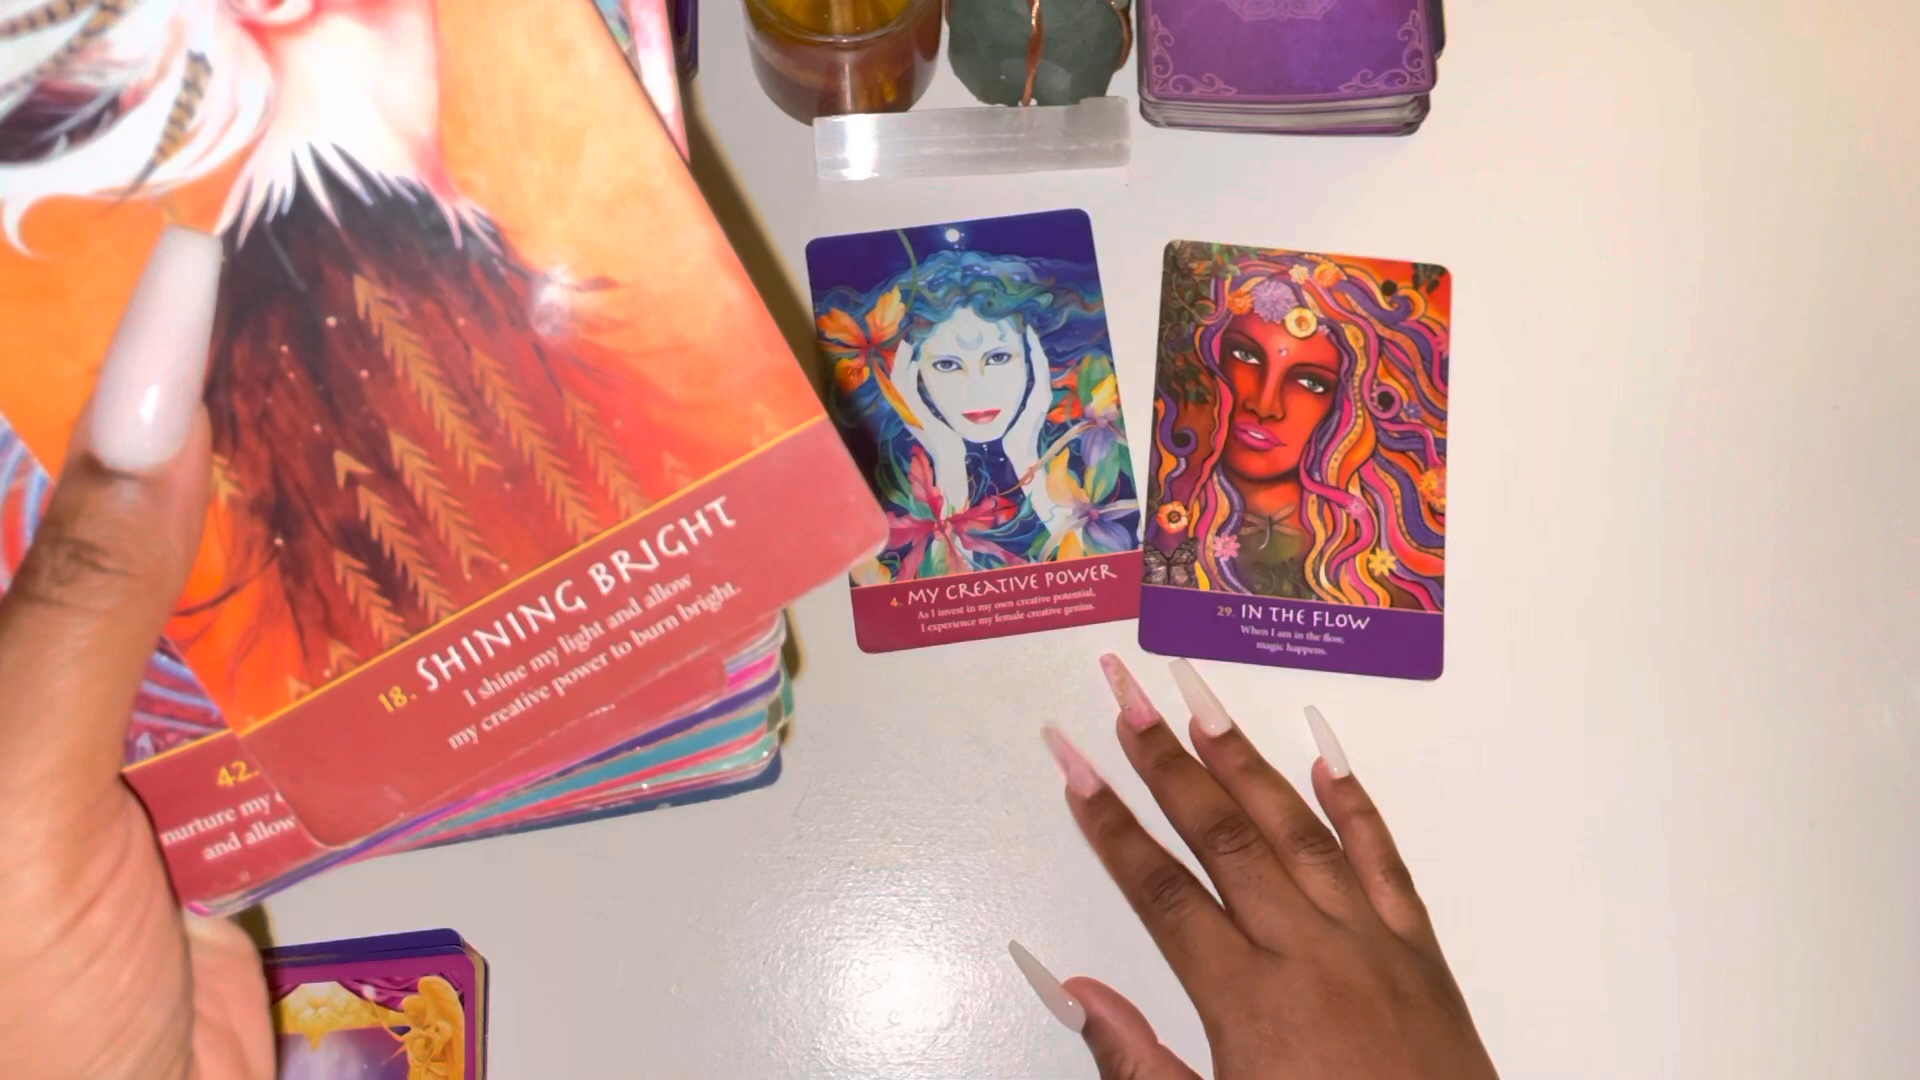 18. SHINING BRIGHT
I shine my light and allow
my creative power to burn bright.
42.
nurture my
and allow
4. MY CREATIVE POWER
As I invest in my own creative potential,
I experience my female creative genius.
29. IN THE FLOW
When I am in the flow,
magic happens.